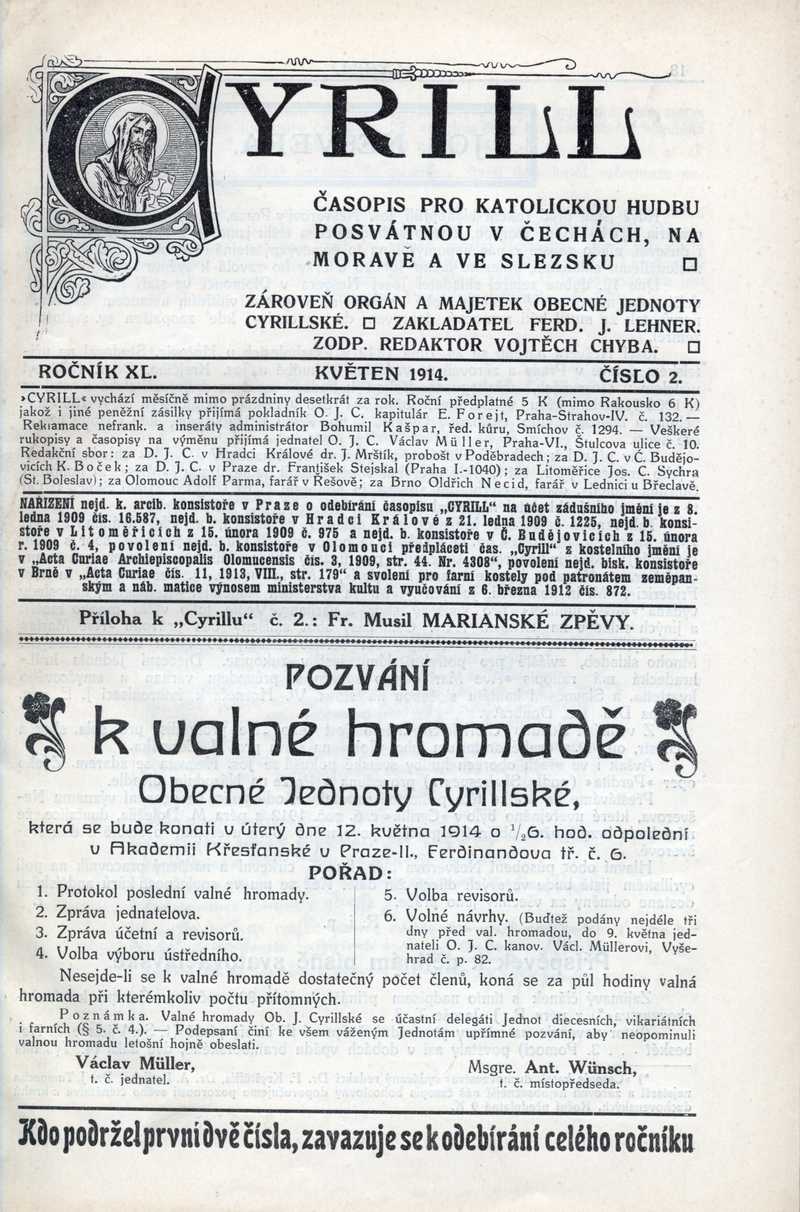 CYRILL
ČASOPIS PRO KATOLICKOU HUDBU
POSVÁTNOU V ČECHÁCH, NA
MORAVĚ A VE SLEZSKU
ZÁROVEŇ ORGÁN A MAJETEK OBECNÉ JEDNOTY
CYRILLSKÉ. □ ZAKLADATEL FERD. J. LEHNER.
ZODP. REDAKTOR VOJTĚCH CHYBA. □
ROČNÍK XL. KVĚTEN 1914. ČÍSLO 2.
»CYRILL« vychází měsíčně mimo prázdniny desetkrát za rok. Roční předplatné 5 K (mimo Rakousko 6 K)
jakož i jiné peněžní zásilky přijímá pokladník O. J. C. kapitulár E. Forejt, Praha-Strahov-IV. č. 132. —
Reklamace nefrank. a inseráty administrátor Bohumil Kašpar, řed. kůru, Smíchov č. 1294. — Veškeré
rukopisy a časopisy na výměnu přijímá jednatel O. J. C. Václav Müller, Praha-VI., Štulcova ulice č. 10.
Redakční sbor: za D. J. C. v Hradci Králové dr. J. Mrštík, probošt v Poděbradech; za D. J. C. v Č. Budějo-
vicích K. Boček; za D. J. C. v Praze dr. František Stejskal (Praha I.-1040); za Litoměřice Jos. C. Sychra
(St. Boleslav); za Olomouc Adolf Parma, farář v Řešově; za Brno Oldřich Necid, farář v Lednici u Břeclavě.
NAŘÍZENÍ nejd. k. arcib. konsistoře v Praze o odebírání časopisu „CYRILL“ na účet zádušního jmění je z 8.
ledna 1909 čís. 16.587, nejd. b. konsistoře v Hradci Králové z 21. ledna 1909 č. 1225, nejd. b. konsi-
stoře v Litoměřicích z 15. února 1909 č. 975 a nejd. b. konsistoře v Č. Budějovicích z 15. února
r. 1909 č. 4, povolení nejd. b. konsistoře v Olomouci předpláceti čas. „Cyrill“ z kostelního jmění je
v „Acta Curiae Archiepiscopalis Olomucensis čís. 3, 1909, str. 44. Nr. 4308“, povolení nejd. bisk. konsistoře
v Brně v „Acta Curiae čís. 11, 1913, VIII., str. 179“ a svolení pro farní kostely pod patronátem zeměpan-
ským a náb. matice výnosem ministerstva kultu a vyučování z 6. března 1912 čís. 872.
Příloha k „Cyrillu“ č. 2.: Fr. Musil MARIANSKÉ ZPĚVY.
POZVÁNÍ
k valné hromadě
Obecné Jednoty Cyrillské,
která se bude konati v úterý dne 12. května 1914 o 1/26. hod. odpolední
v Akademii Křesťanské v Praze-II., Ferdinandova tř. č. 6.
POŘAD:
1. Protokol poslední valné hromady.
2. Zpráva jednatelova.
3. Zpráva účetní a revisorů.
4. Volba výboru ústředního.
5. Volba revisorů.
6. Volné návrhy. (Buďtež podány nejdéle tři
dny před val. hromadou, do 9. května jed-
nateli O. J. C. kanov. Václ. Müllerovi, Vyše-
hrad č. p. 82.
Nesejde-li se k valné hromadě dostatečný počet členů, koná se za půl hodiny valná
hromada při kterémkoliv počtu přítomných.
Poznámka. Valné hromady Ob. J. Cyrillské se účastní delegáti Jednot diecesních, vikariátních
i farních (§ 5. č. 4.). — Podepsaní činí ke všem váženým Jednotám upřímné pozvání, aby neopominuli
valnou hromadu letošní hojně obeslati.
Václav Müller,
t. č. jednatel.
Msgre. Ant. Wünsch,
t. č. místopředseda.
Kdo podržel první dvě čísla, zavazuje se k odebírání celého ročníku